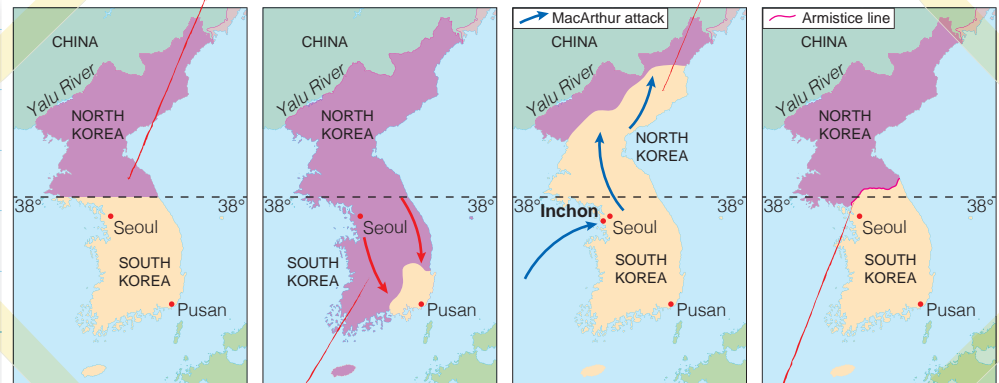 CHINA
Yalu River
NORTH
KOREA
38°
38°
Seoul
SOUTH
KOREA
Pusan
CHINA
Yalu River
NORTH
KOREA
38°
38°
Seoul
SOUTH
KOREA
Pusan
MacArthur attack
CHINA
Yalu River
NORTH
KOREA
38°
38°
Inchon
Seoul
SOUTH
KOREA
Pusan
Armistice line
CHINA
Yalu River
NORTH
KOREA
38°
38°
Seoul
SOUTH
KOREA
Pusan